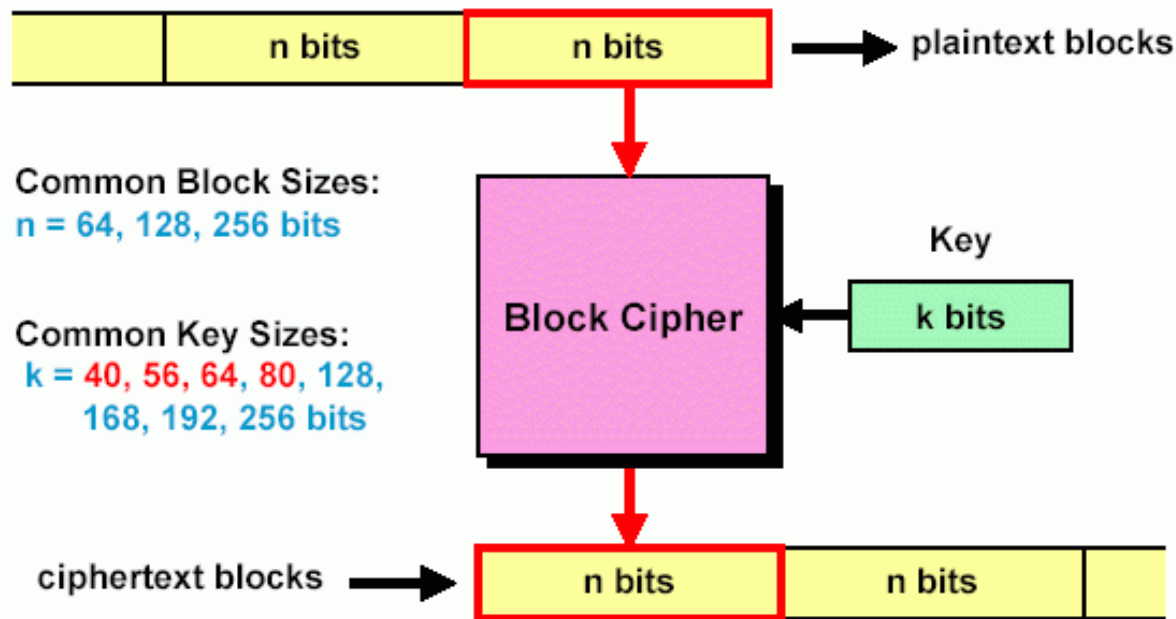 n bits
n bits
plaintext blocks
Common Block Sizes:
n = 64, 128, 256 bits
Key
Block Cipher
k bits
Common Key Sizes:
k = 40, 56, 64, 80, 128,
168, 192, 256 bits
ciphertext blocks
n bits
n bits